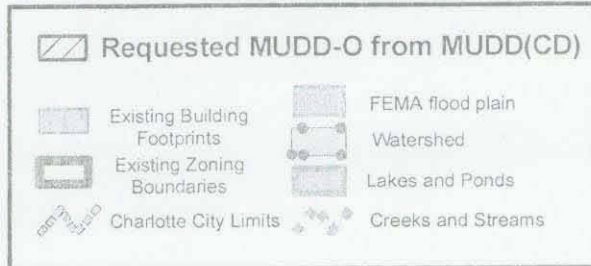 Requested MUDD-O from MUDD(CD)
Existing Building
Footprints
Existing Zoning
Boundaries
Charlotte City Limits
FEMA flood plain
Watershed
Lakes and Ponds
Creeks and Streams